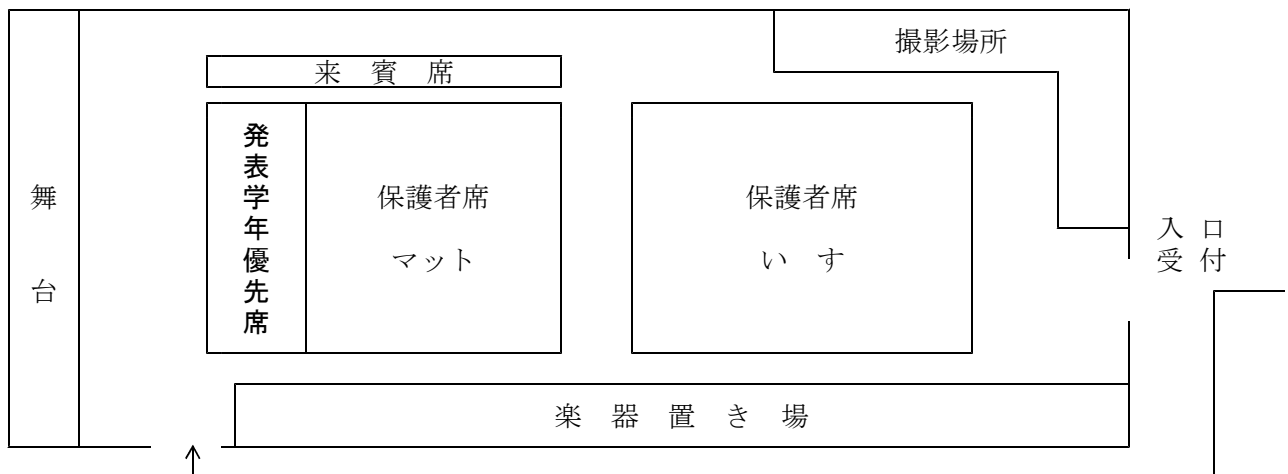 撮影場所
来 賓 席
発表学年優先席
保護者席
マット
保護者席
い す
舞
台
入 口
受 付
楽 器 置 き 場